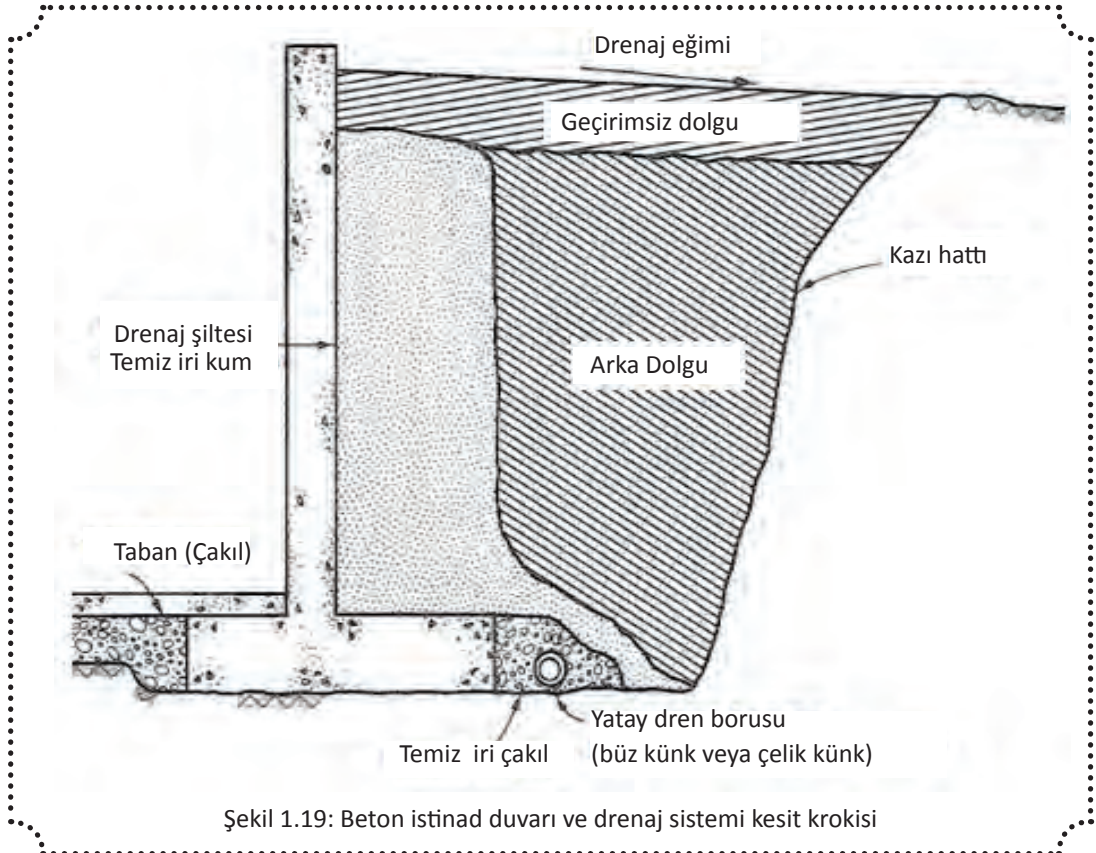 Drenaj eğimi
Geçirimsiz dolgu
Kazı hattı
Drenaj şiltesi
Temiz iri kum
Arka Dolgu
Taban (Çakıl)
Yatay dren borusu
(büz künk veya çelik künk)
Temiz iri çakıl
Şekil 1.19: Beton istinad duvarı ve drenaj sistemi kesit krokisi